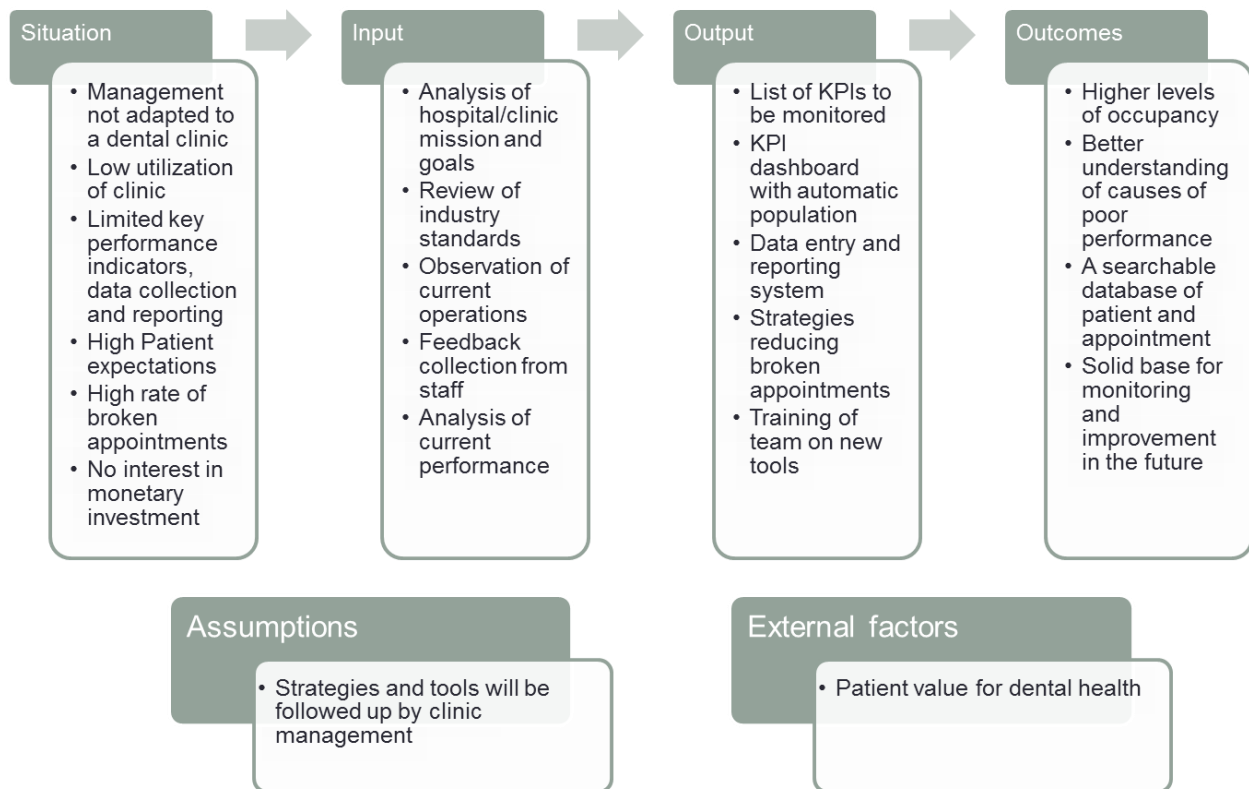 Situation
• Management
not adapted to
a dental clinic
• Low utilization
of clinic
• Limited key
performance
indicators,
data collection
and reporting
• High Patient
expectations
• High rate of
broken
appointments
• No interest in
monetary
investment
Input
• Analysis of
hospital/clinic
mission and
goals
• Review of
industry
standards
• Observation of
current
operations
• Feedback
collection from
staff
• Analysis of
current
performance
Output
• List of KPIs to
be monitored
• KPI
dashboard
with automatic
population
• Data entry and
reporting
system
• Strategies
reducing
broken
appointments
• Training of
team on new
tools
Outcomes
• Higher levels
of occupancy
• Better
understanding
of causes of
poor
performance
• A searchable
database of
patient and
appointment
• Solid base for
monitoring
and
improvement
in the future
Assumptions
• Strategies and tools will be
followed up by clinic
management
External factors
• Patient value for dental health